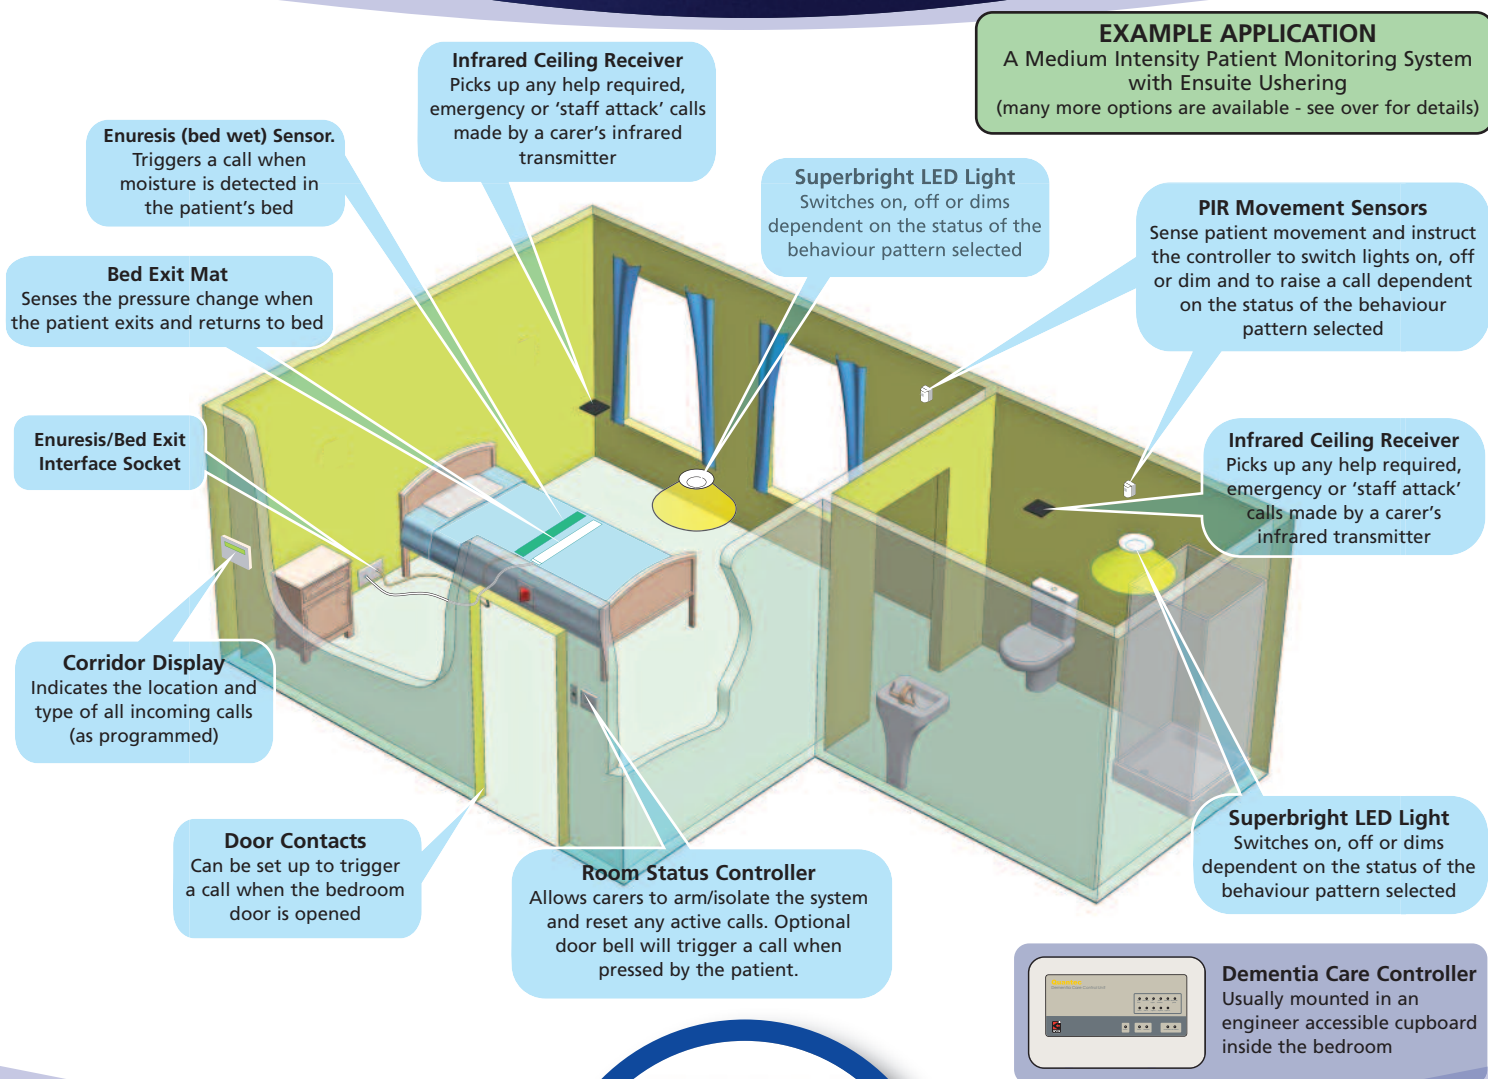 EXAMPLE APPLICATION
A Medium Intensity Patient Monitoring System
with Ensuite Ushering
(many more options are available - see over for details)
Infrared Ceiling Receiver
Picks up any help required,
emergency or ‘staff attack’ calls
made by a carer’s infrared
transmitter
Enuresis (bed wet) Sensor.
Triggers a call when
moisture is detected in
the patient’s bed
Superbright LED Light
Switches on, off or dims
dependent on the status of the
behaviour pattern selected
PIR Movement Sensors
Sense patient movement and instruct
the controller to switch lights on, off
or dim and to raise a call dependent
on the status of the behaviour
pattern selected
Bed Exit Mat
Senses the pressure change when
the patient exits and returns to bed
Enuresis/Bed Exit
Interface Socket
Infrared Ceiling Receiver
Picks up any help required,
emergency or ‘staff attack’
calls made by a carer’s
infrared transmitter
Corridor Display
Indicates the location and
type of all incoming calls
(as programmed)
Door Contacts
Can be set up to trigger
a call when the bedroom
door is opened
Room Status Controller
Allows carers to arm/isolate the system
and reset any active calls. Optional
door bell will trigger a call when
pressed by the patient.
Superbright LED Light
Switches on, off or dims
dependent on the status of the
behaviour pattern selected
Dementia Care Controller
Usually mounted in an
engineer accessible cupboard
inside the bedroom